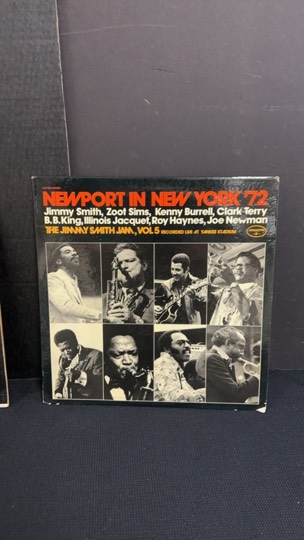 NEWPORT IN NEW YORK '72
Jimmy Smith, Zoot Sims, Kenny Burrell, Clark Terry
B.B. King, Illinois Jacquet, Roy Haynes, Joe Newman
THE JIMMY SMITH JAM, VOL 5 RECORDED LIVE AT YANKEE STADIUM